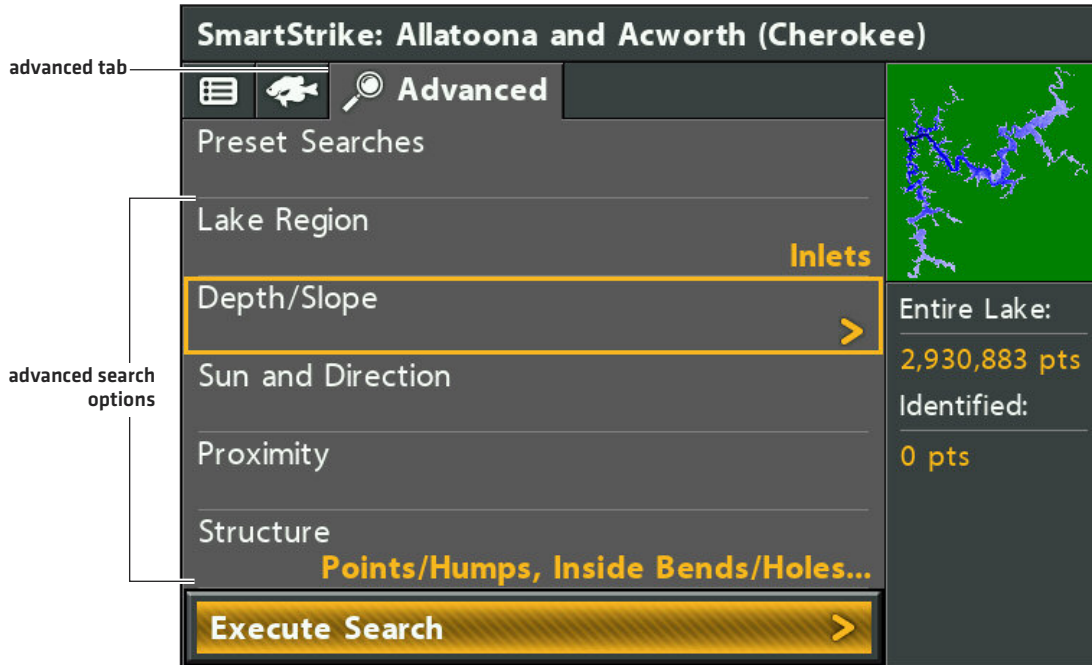 SmartStrike: Allatoona and Acworth (Cherokee)
advanced tab
Advanced
Preset Searches
Lake Region
Inlets
Depth/Slope
>
advanced search
options
Sun and Direction
Proximity
Structure
Points/Humps, Inside Bends/Holes...
Execute Search >
Entire Lake:
2,930,883 pts
Identified:
0 pts